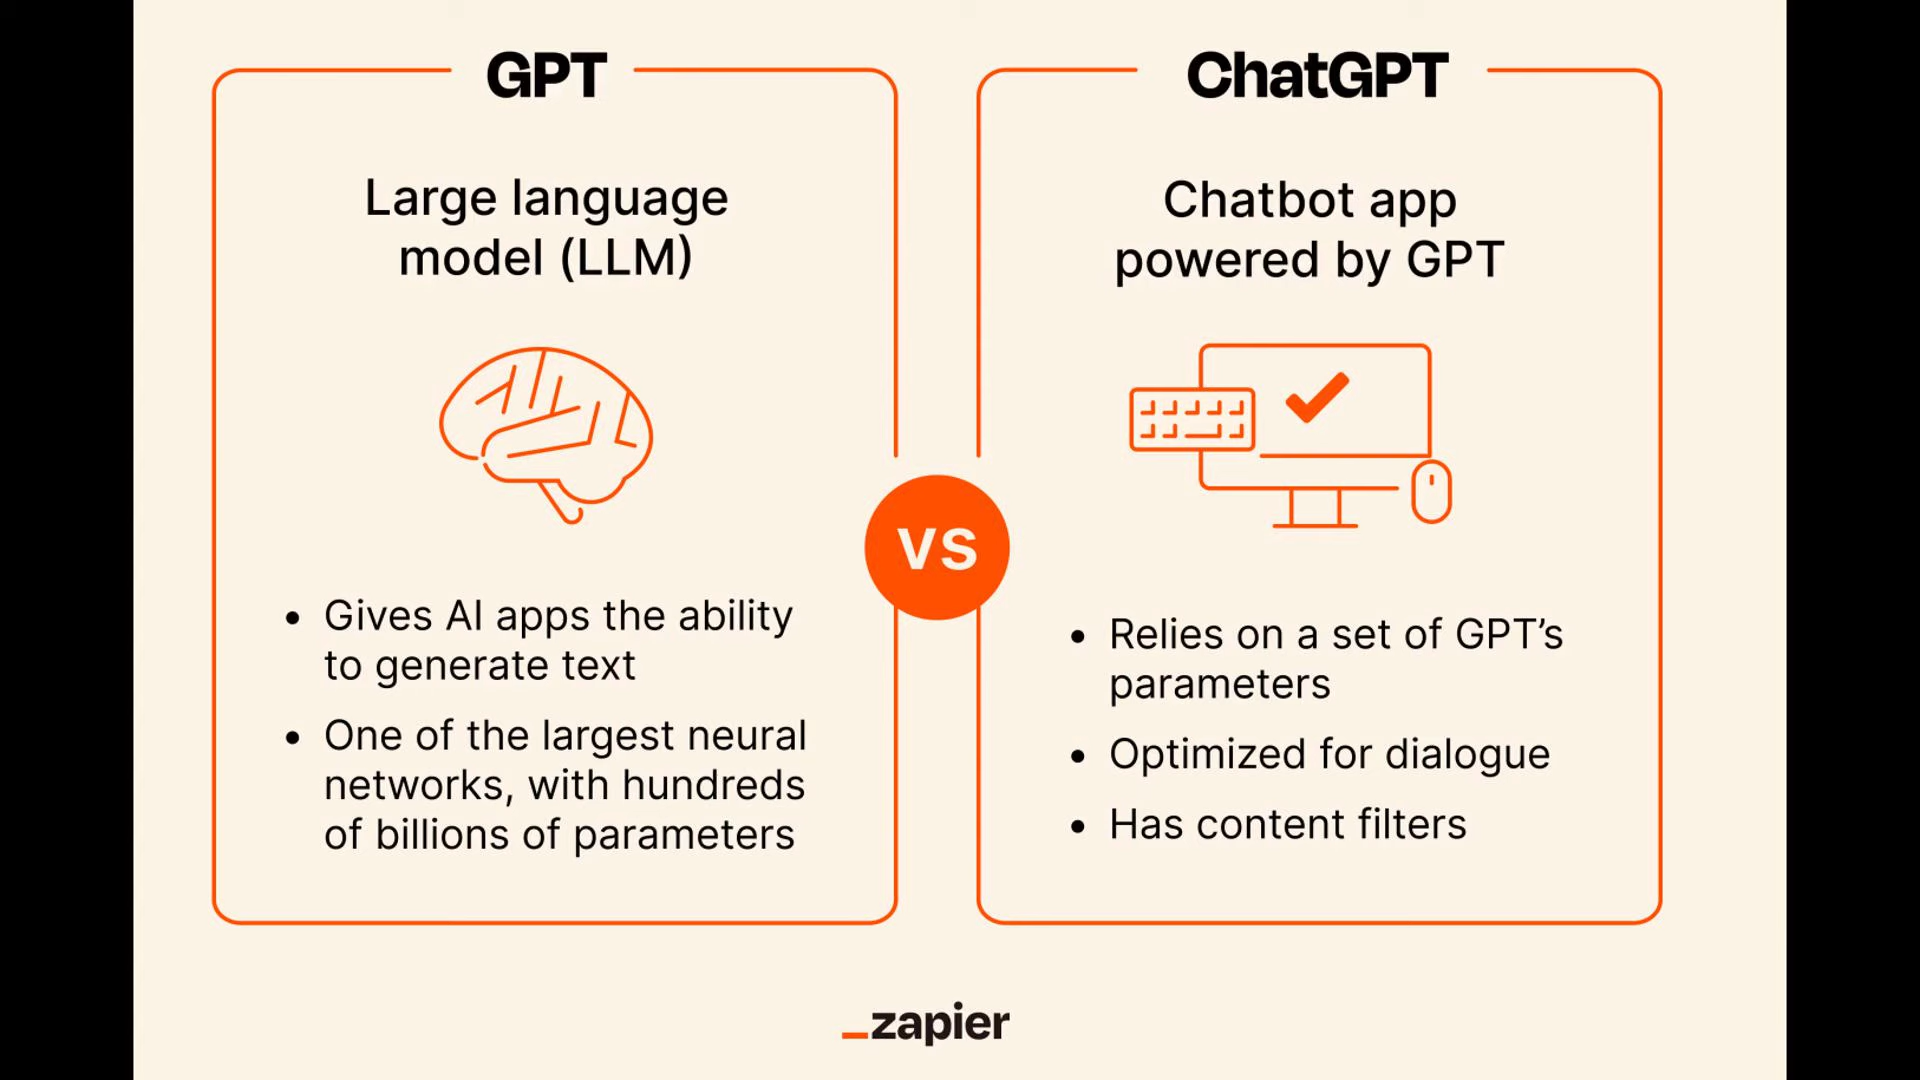 GPT
Large language
model (LLM)
• Gives AI apps the ability
to generate text
• One of the largest neural
networks, with hundreds
of billions of parameters
VS
ChatGPT
Chatbot app
powered by GPT
• Relies on a set of GPT’s
parameters
• Optimized for dialogue
• Has content filters
_zapier